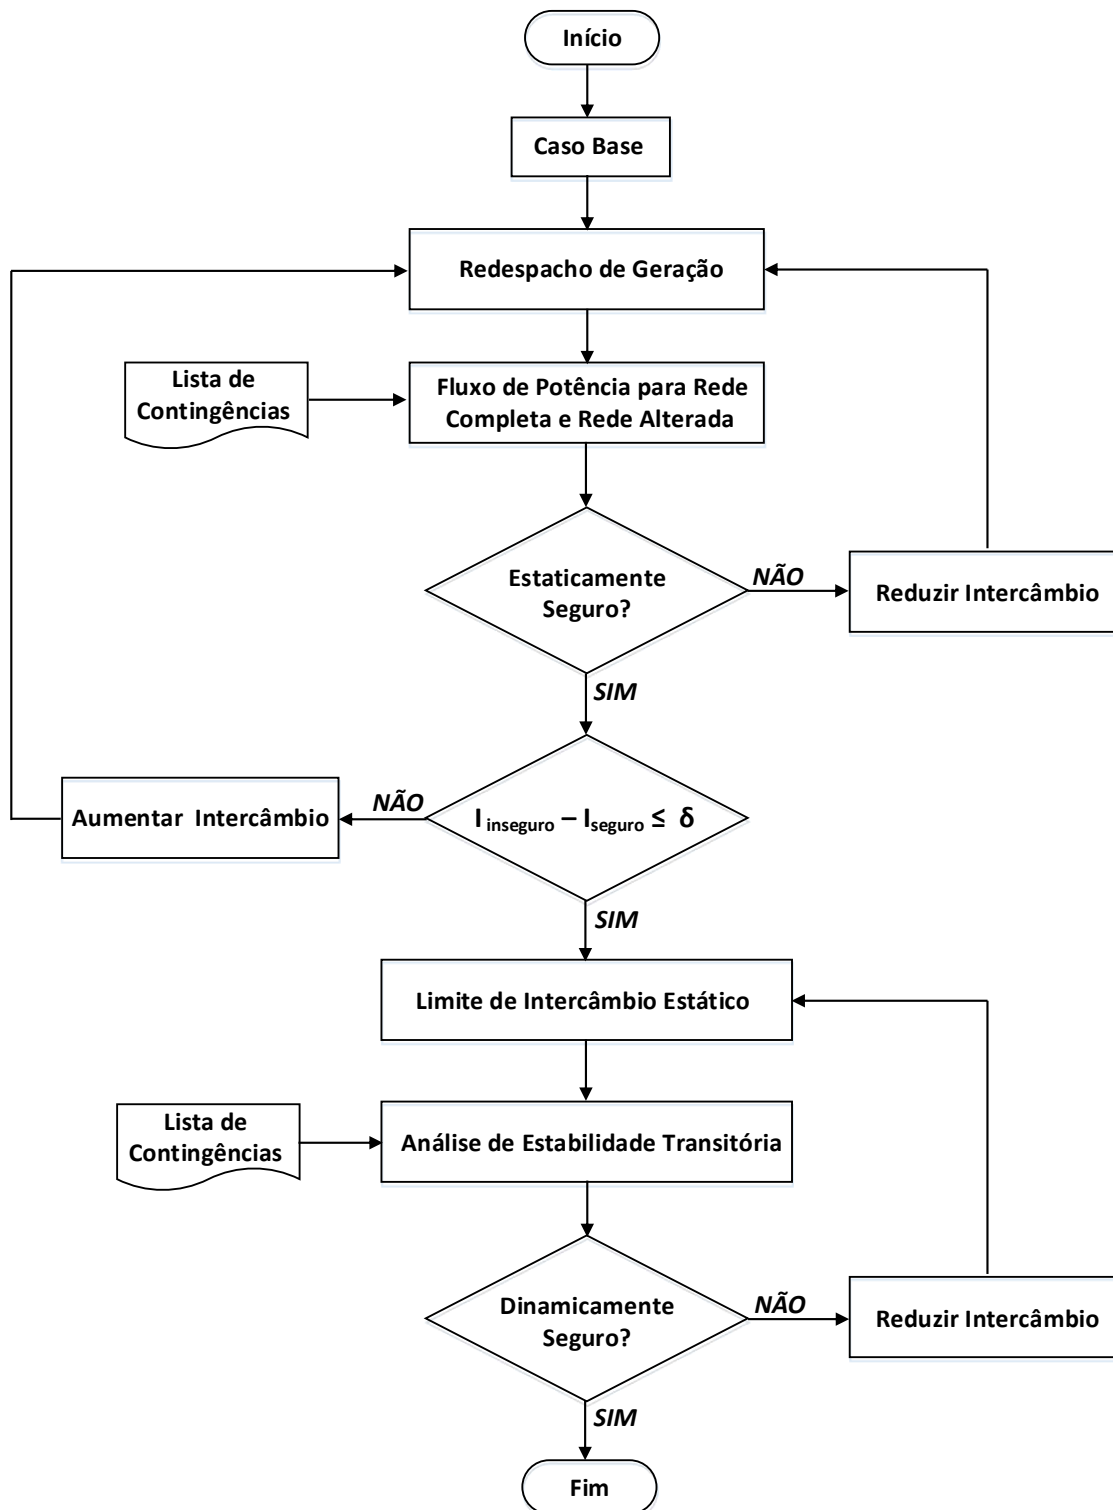 Início
Caso Base
Redespacho de Geração
Lista de
Contingências
Fluxo de Potência para Rede
Completa e Rede Alterada
Estaticamente
Seguro?
NÃO
Reduzir Intercâmbio
SIM
Aumentar Intercâmbio
NÃO
I inseguro – I seguro ≤ δ
SIM
Limite de Intercâmbio Estático
Lista de
Contingências
Análise de Estabilidade Transitória
Dinamicamente
Seguro?
NÃO
Reduzir Intercâmbio
SIM
Fim